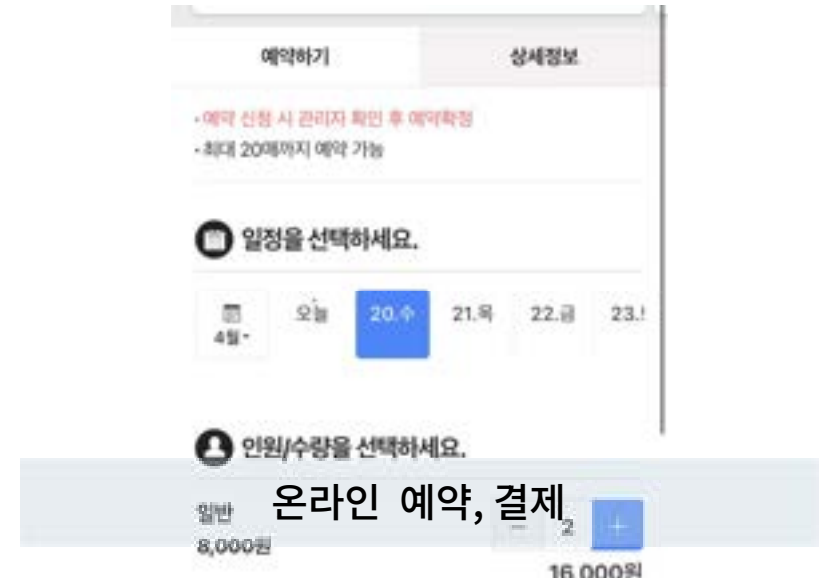 예약하기
상세정보
• 예약 신청 시 관리자 확인 후 예약확정
• 최대 20매까지 예약 가능
일정을 선택하세요.
4월
오늘
20.수
21.목
22.금
23.
인원/수량을 선택하세요.
온라인 예약, 결제
일반
8,000원
2
+
16,000원